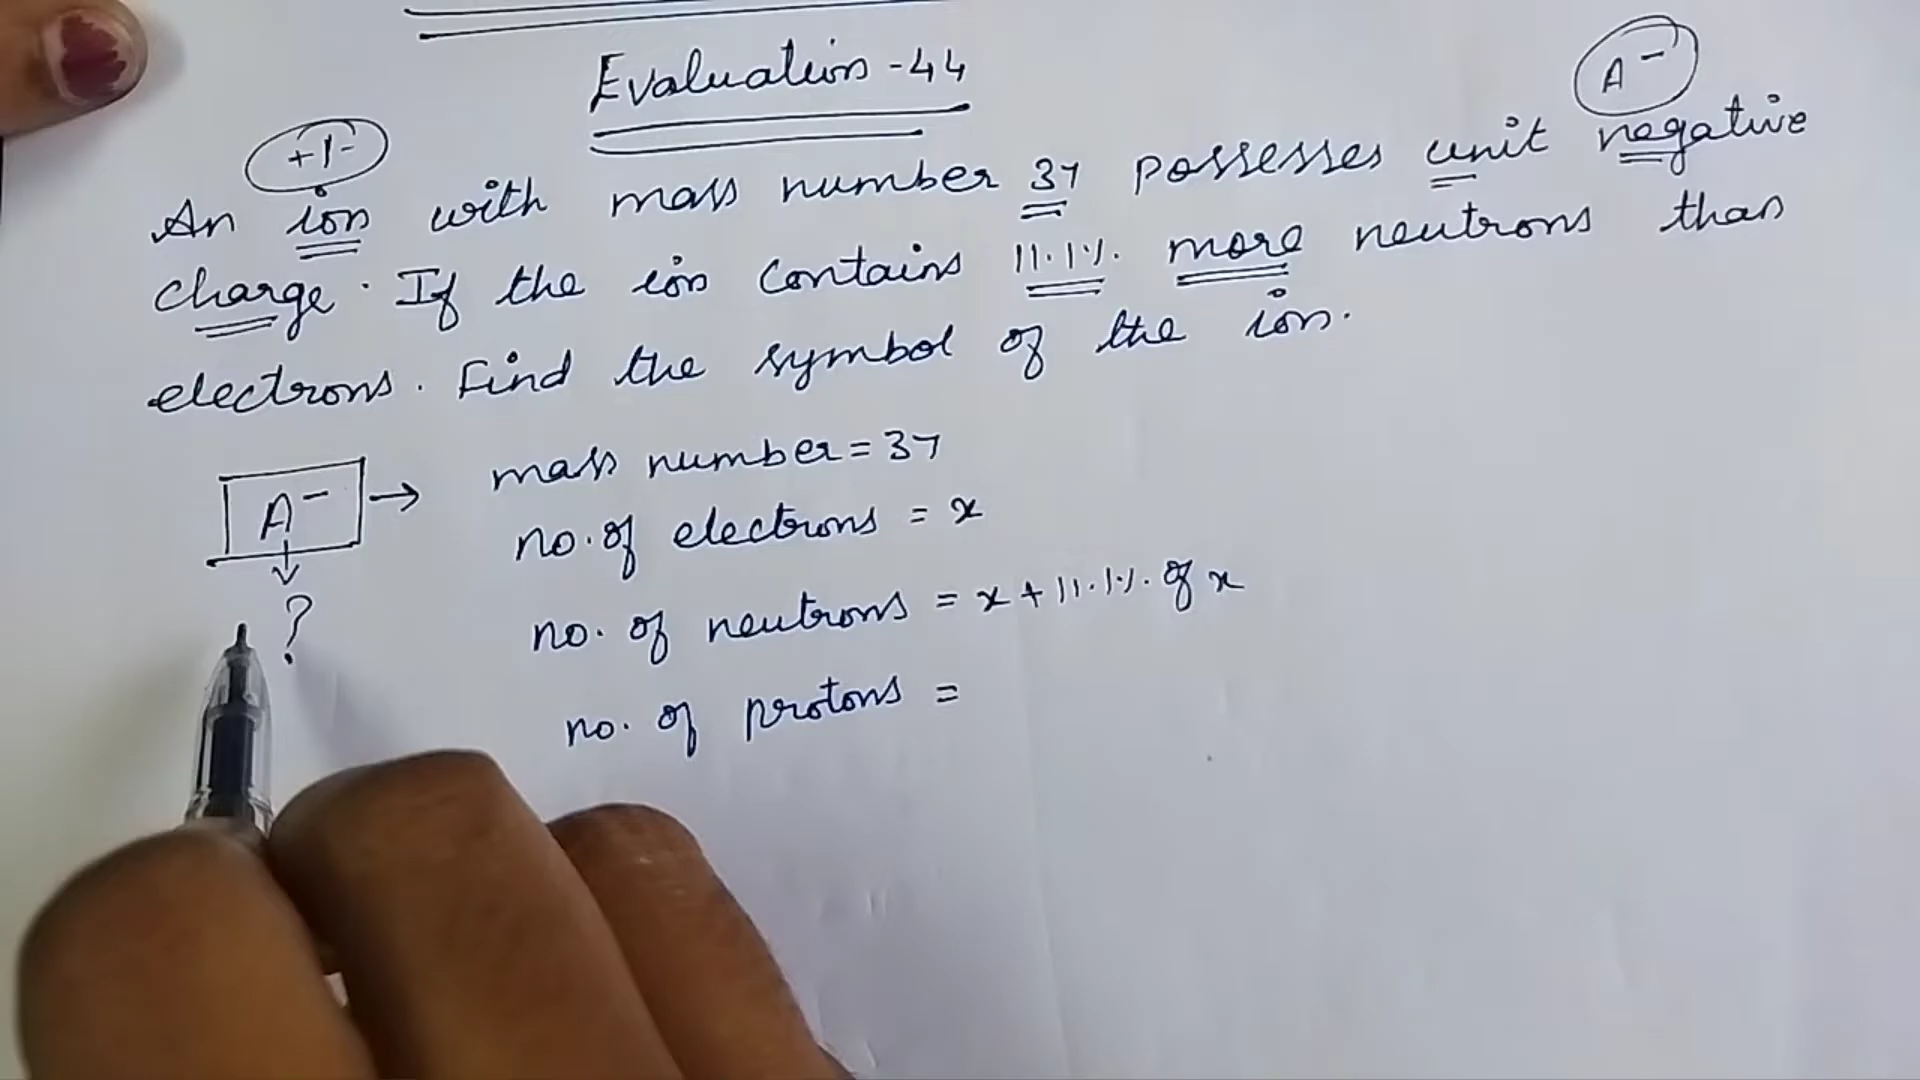 Evaluation - 44
A⁻
+/-
An ion with mass number 37 possesses unit negative
charge. If the ion contains 11.1%. more neutrons than
electrons. Find the symbol of the ion.
A⁻ → mass number = 37
no. of electrons = x
? no. of neutrons = x + 11.1%. of x
no. of protons =